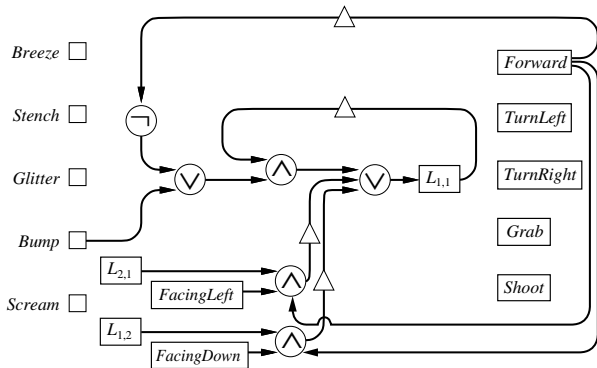 Breeze
Forward
Stench
TurnLeft
¬
Glitter
∨
∧
∨
L1,1
TurnRight
Bump
Grab
L2,1
FacingLeft
∧
Shoot
Scream
L1,2
FacingDown
∧